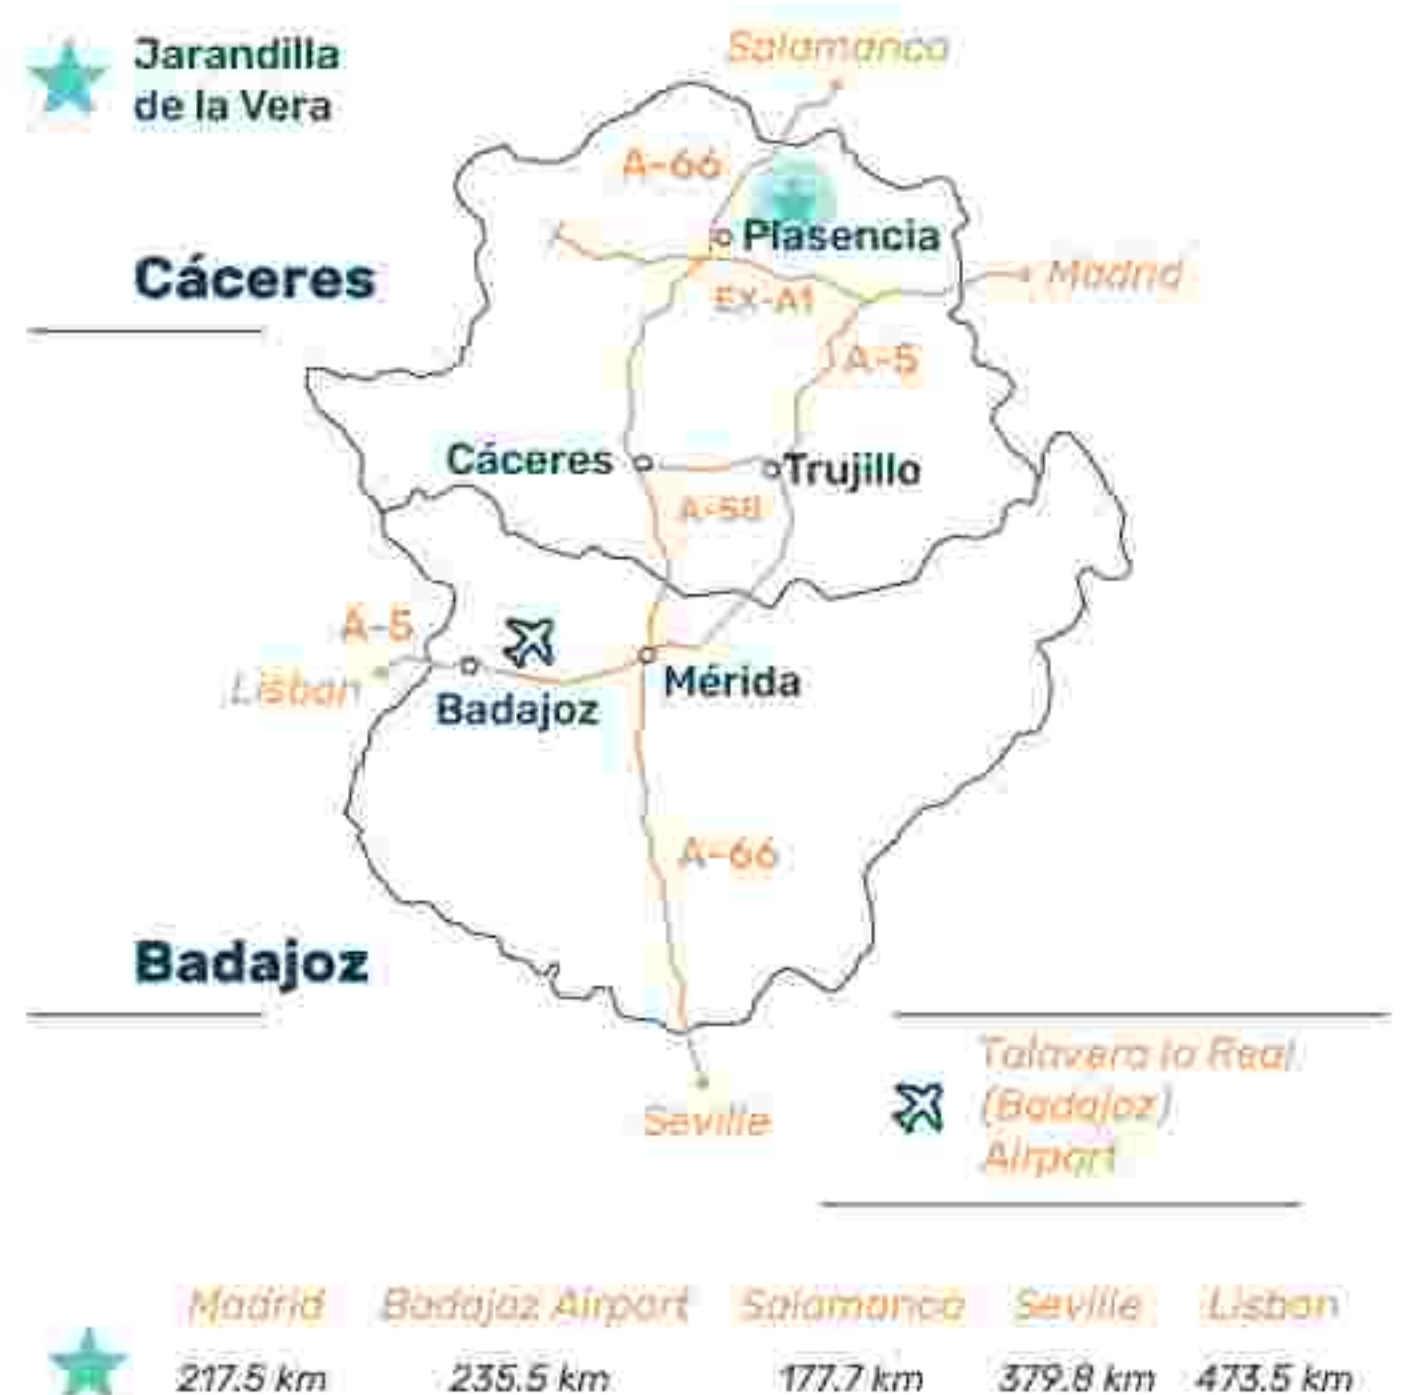 Jarandilla
de la Vera
Salamanca
A-66
Plasencia
Cáceres
Madrid
EX-A1
A-5
Cáceres
Trujillo
A-58
A-5
Lisbon
Badajoz
Mérida
A-66
Badajoz
Talavera la Real
(Badajoz)
Airport
Seville
Madrid Badajoz Airport Salamanca Seville Lisbon
217.5 km 235.5 km 177.7 km 379.8 km 473.5 km